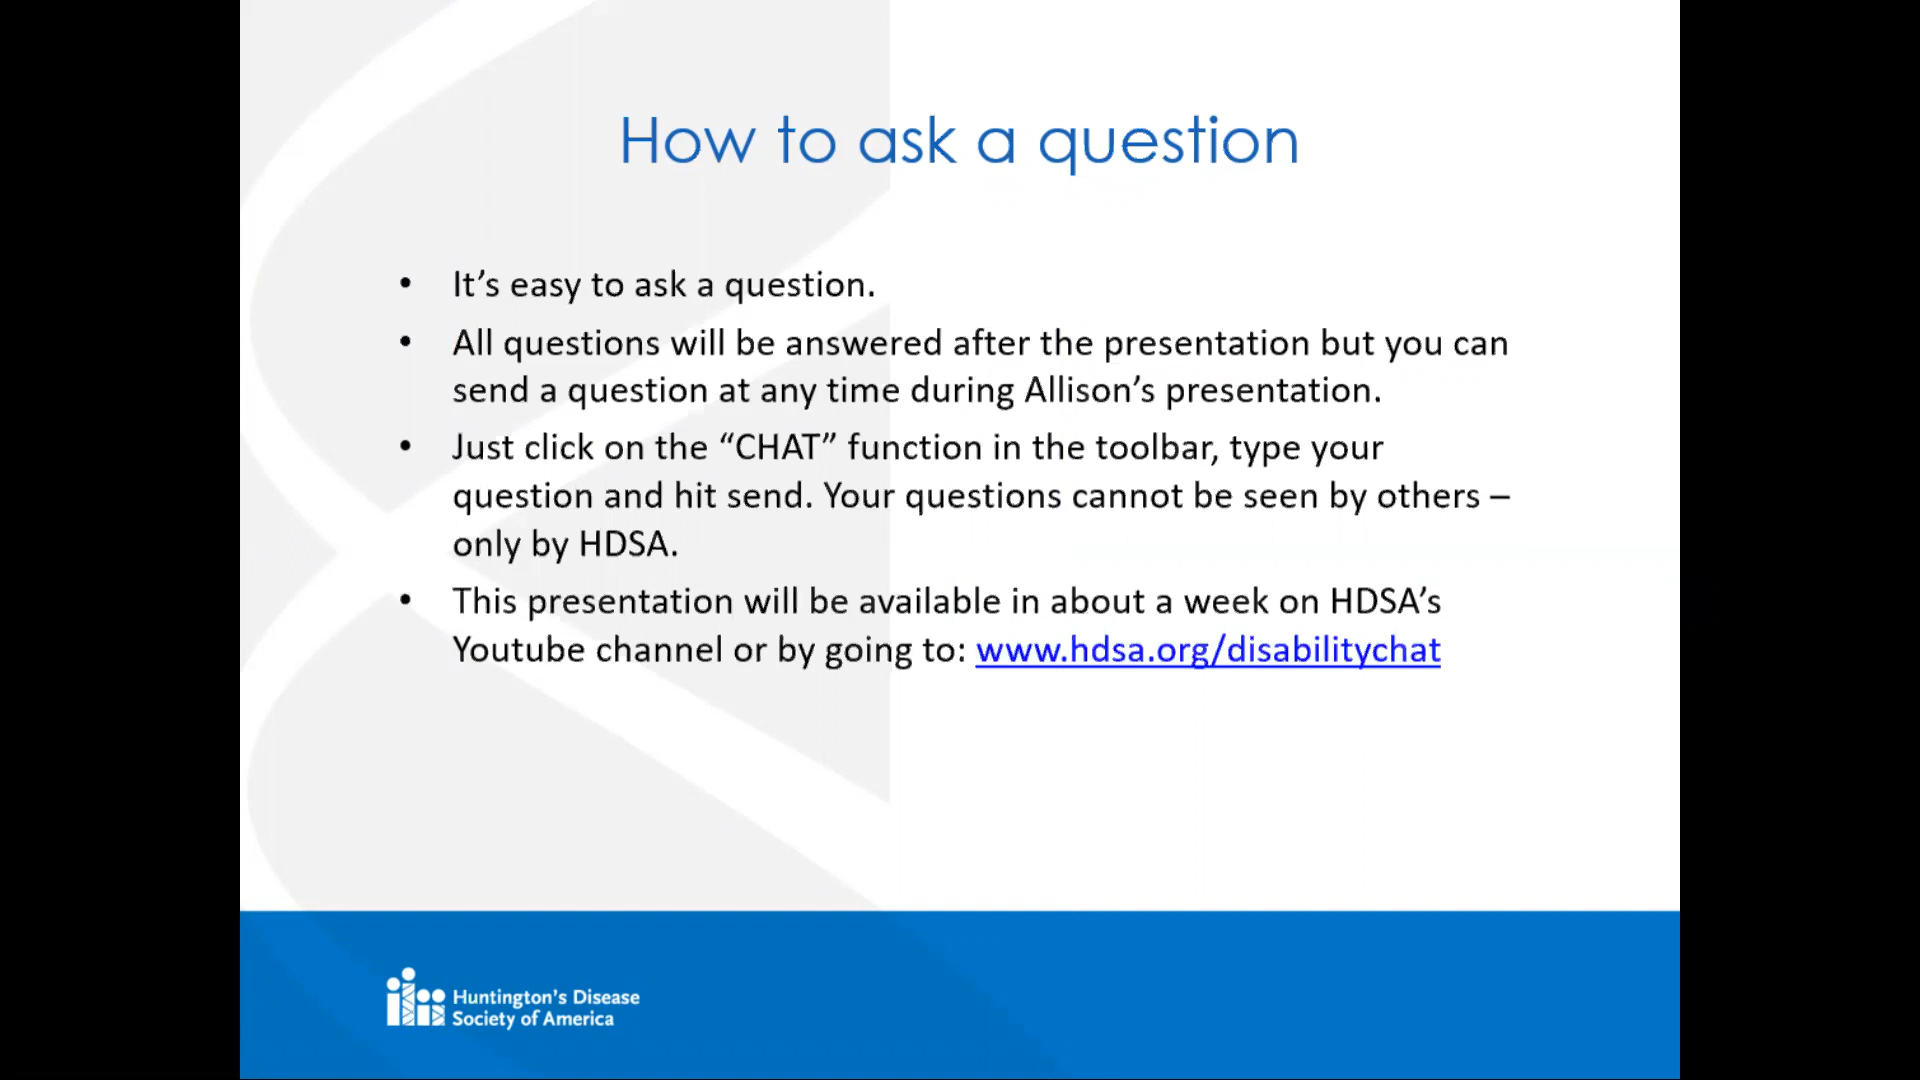 How to ask a question
• It’s easy to ask a question.
• All questions will be answered after the presentation but you can
send a question at any time during Allison’s presentation.
• Just click on the “CHAT” function in the toolbar, type your
question and hit send. Your questions cannot be seen by others –
only by HDSA.
• This presentation will be available in about a week on HDSA’s
Youtube channel or by going to: www.hdsa.org/disabilitychat
Huntington’s Disease
Society of America